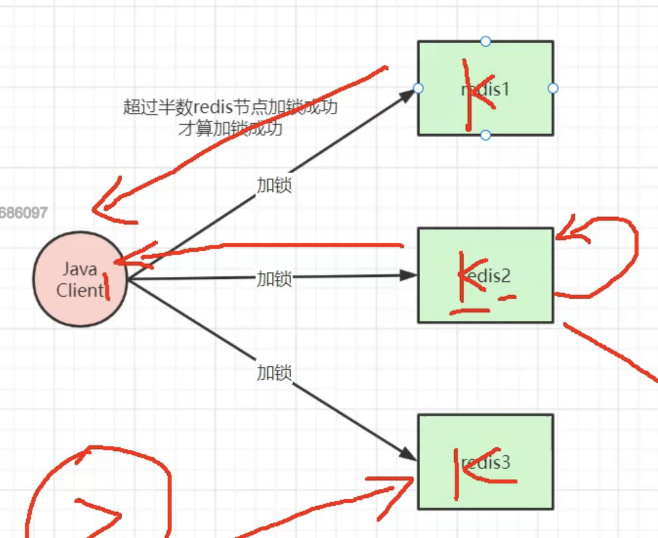 redis1
K
超过半数redis节点加锁成功
才算加锁成功
加锁
686097
Java
Client1
加锁
redis2
K
加锁
redis3
K